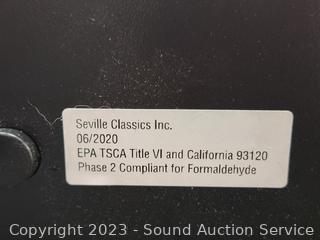 Seville Classics Inc.
06/2020
EPA TSCA Title VI and California 93120
Phase 2 Compliant for Formaldehyde
Copyright 2023 - Sound Auction Service